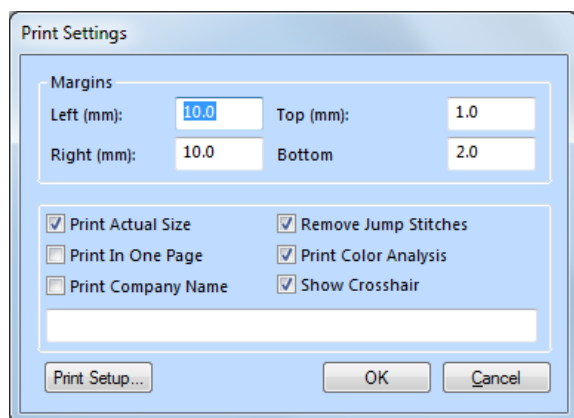 Print Settings
Margins
Left (mm): 10.0 Top (mm): 1.0
Right (mm): 10.0 Bottom 2.0
Print Actual Size Remove Jump Stitches
Print In One Page Print Color Analysis
Print Company Name Show Crosshair
Print Setup... OK Cancel